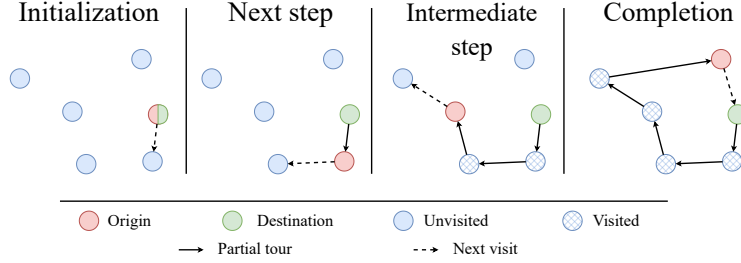 Initialization
Next step
Intermediate
step
Completion
Origin
Destination
Unvisited
Visited
Partial tour
Next visit